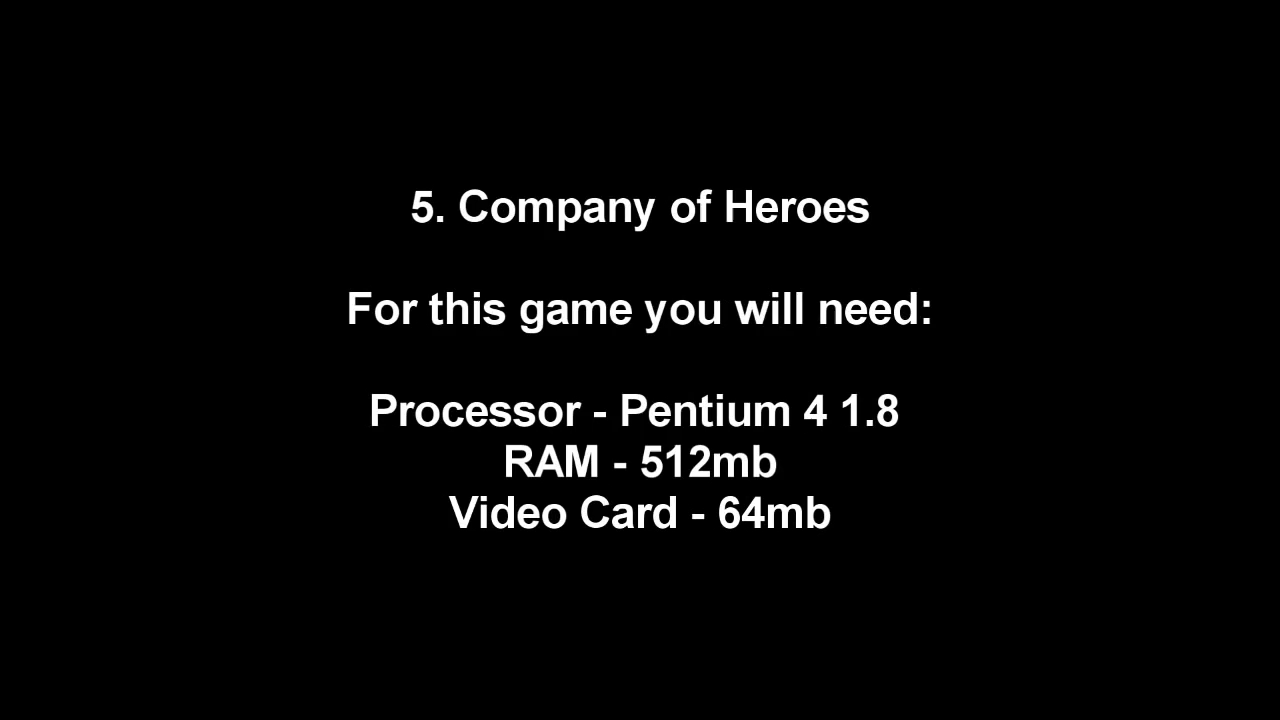 5. Company of Heroes
For this game you will need:
Processor - Pentium 4 1.8
RAM - 512mb
Video Card - 64mb